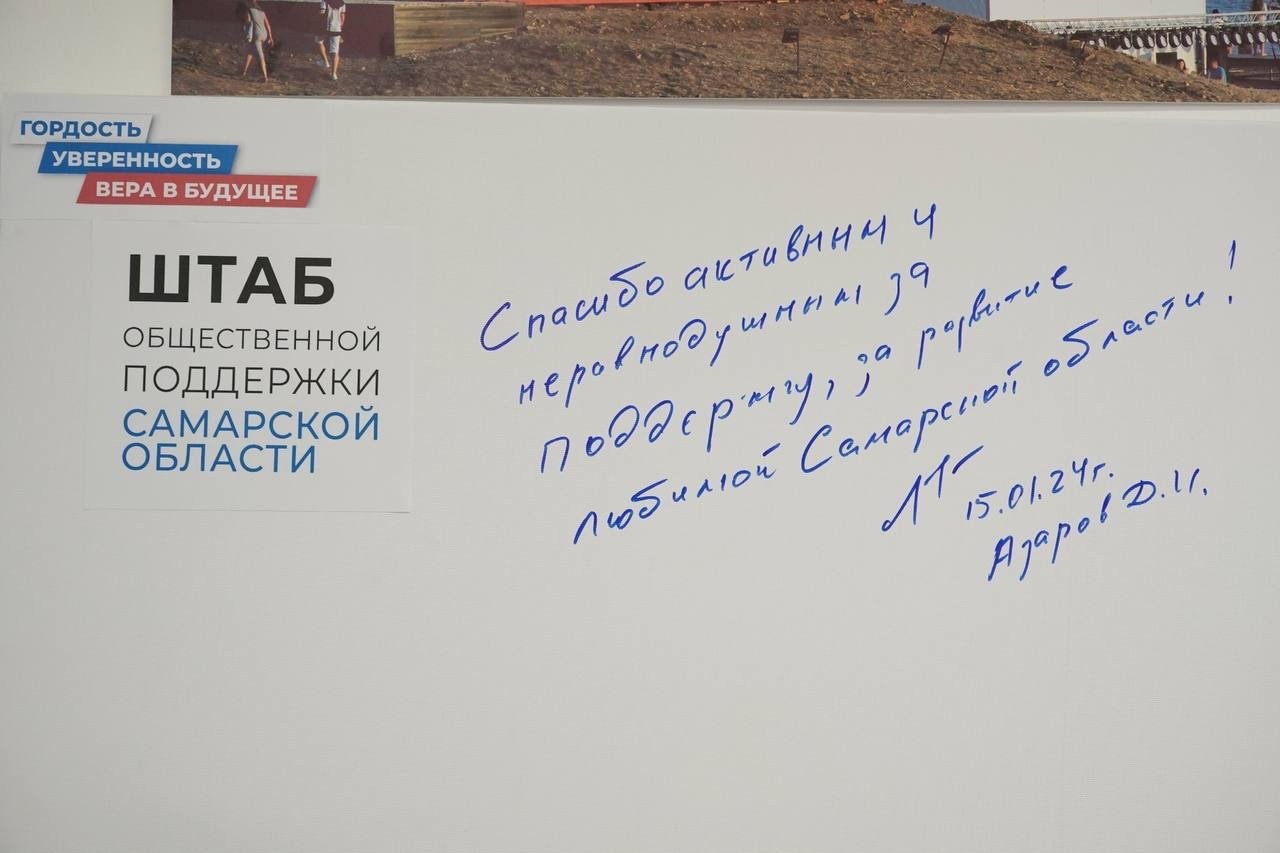 ГОРДОСТЬ
УВЕРЕННОСТЬ
ВЕРА В БУДУЩЕЕ
ШТАБ
ОБЩЕСТВЕННОЙ
ПОДДЕРЖКИ
САМАРСКОЙ
ОБЛАСТИ
Спасибо активным и
неравнодушным за
поддержку, за развитие
любимой Самарской области!
15.01.24г.
Азаров Д.И.